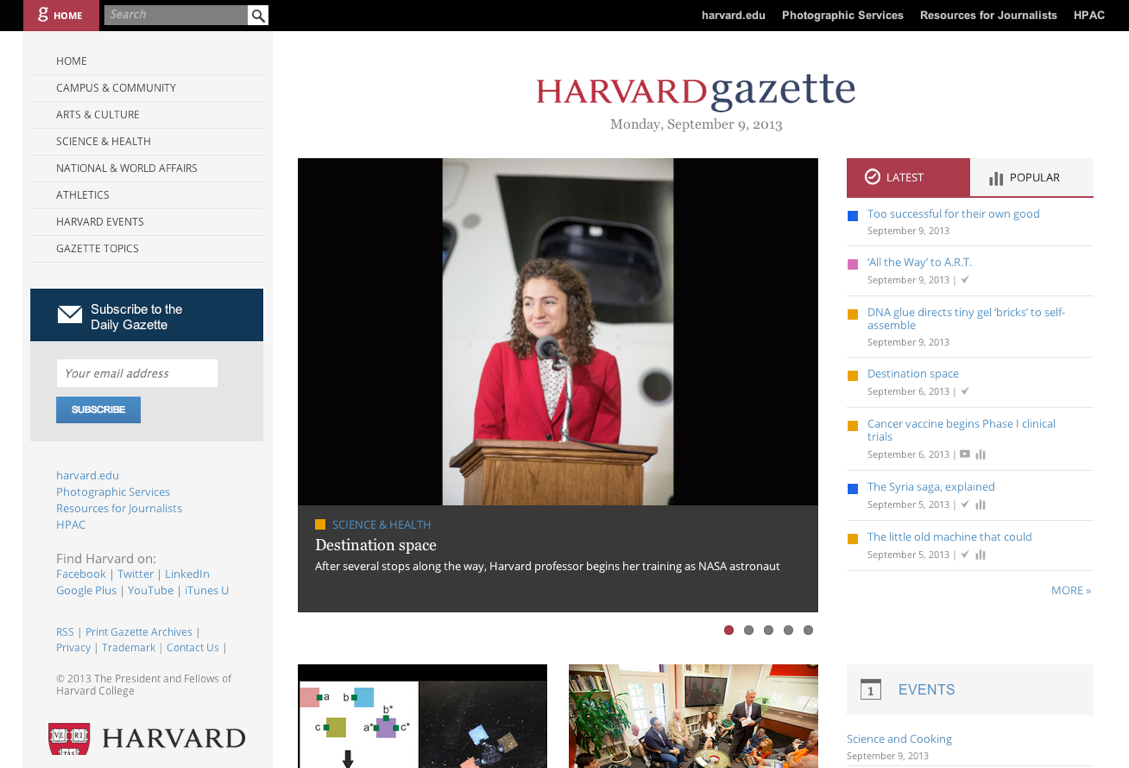 g HOME
Search
harvard.edu Photographic Services Resources for Journalists HPAC
HOME
CAMPUS & COMMUNITY
ARTS & CULTURE
SCIENCE & HEALTH
NATIONAL & WORLD AFFAIRS
ATHLETICS
HARVARD EVENTS
GAZETTE TOPICS
Subscribe to the
Daily Gazette
Your email address
SUBSCRIBE
harvard.edu
Photographic Services
Resources for Journalists
HPAC
Find Harvard on:
Facebook | Twitter | LinkedIn
Google Plus | YouTube | iTunes U
RSS | Print Gazette Archives |
Privacy | Trademark | Contact Us |
© 2013 The President and Fellows of
Harvard College
VE RI
TAS
HARVARD
HARVARDgazette
Monday, September 9, 2013
SCIENCE & HEALTH
Destination space
After several stops along the way, Harvard professor begins her training as NASA astronaut
a b
b*
c a* c*
LATEST POPULAR
Too successful for their own good
September 9, 2013
‘All the Way’ to A.R.T.
September 9, 2013 |
DNA glue directs tiny gel ‘bricks’ to self-
assemble
September 9, 2013
Destination space
September 6, 2013 |
Cancer vaccine begins Phase I clinical
trials
September 6, 2013 |
The Syria saga, explained
September 5, 2013 |
The little old machine that could
September 5, 2013 |
MORE »
1 EVENTS
Science and Cooking
September 9, 2013